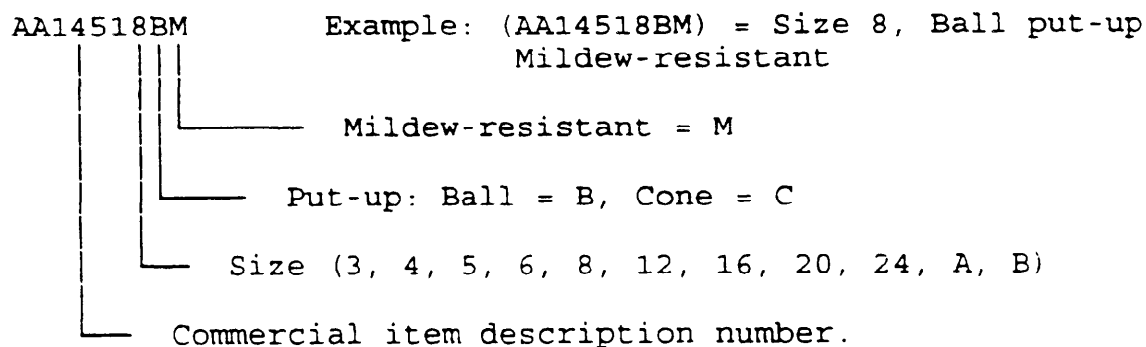 AA14518BM Example: (AA14518BM) = Size 8, Ball put-up
Mildew-resistant
Mildew-resistant = M
Put-up: Ball = B, Cone = C
Size (3, 4, 5, 6, 8, 12, 16, 20, 24, A, B)
Commercial item description number.